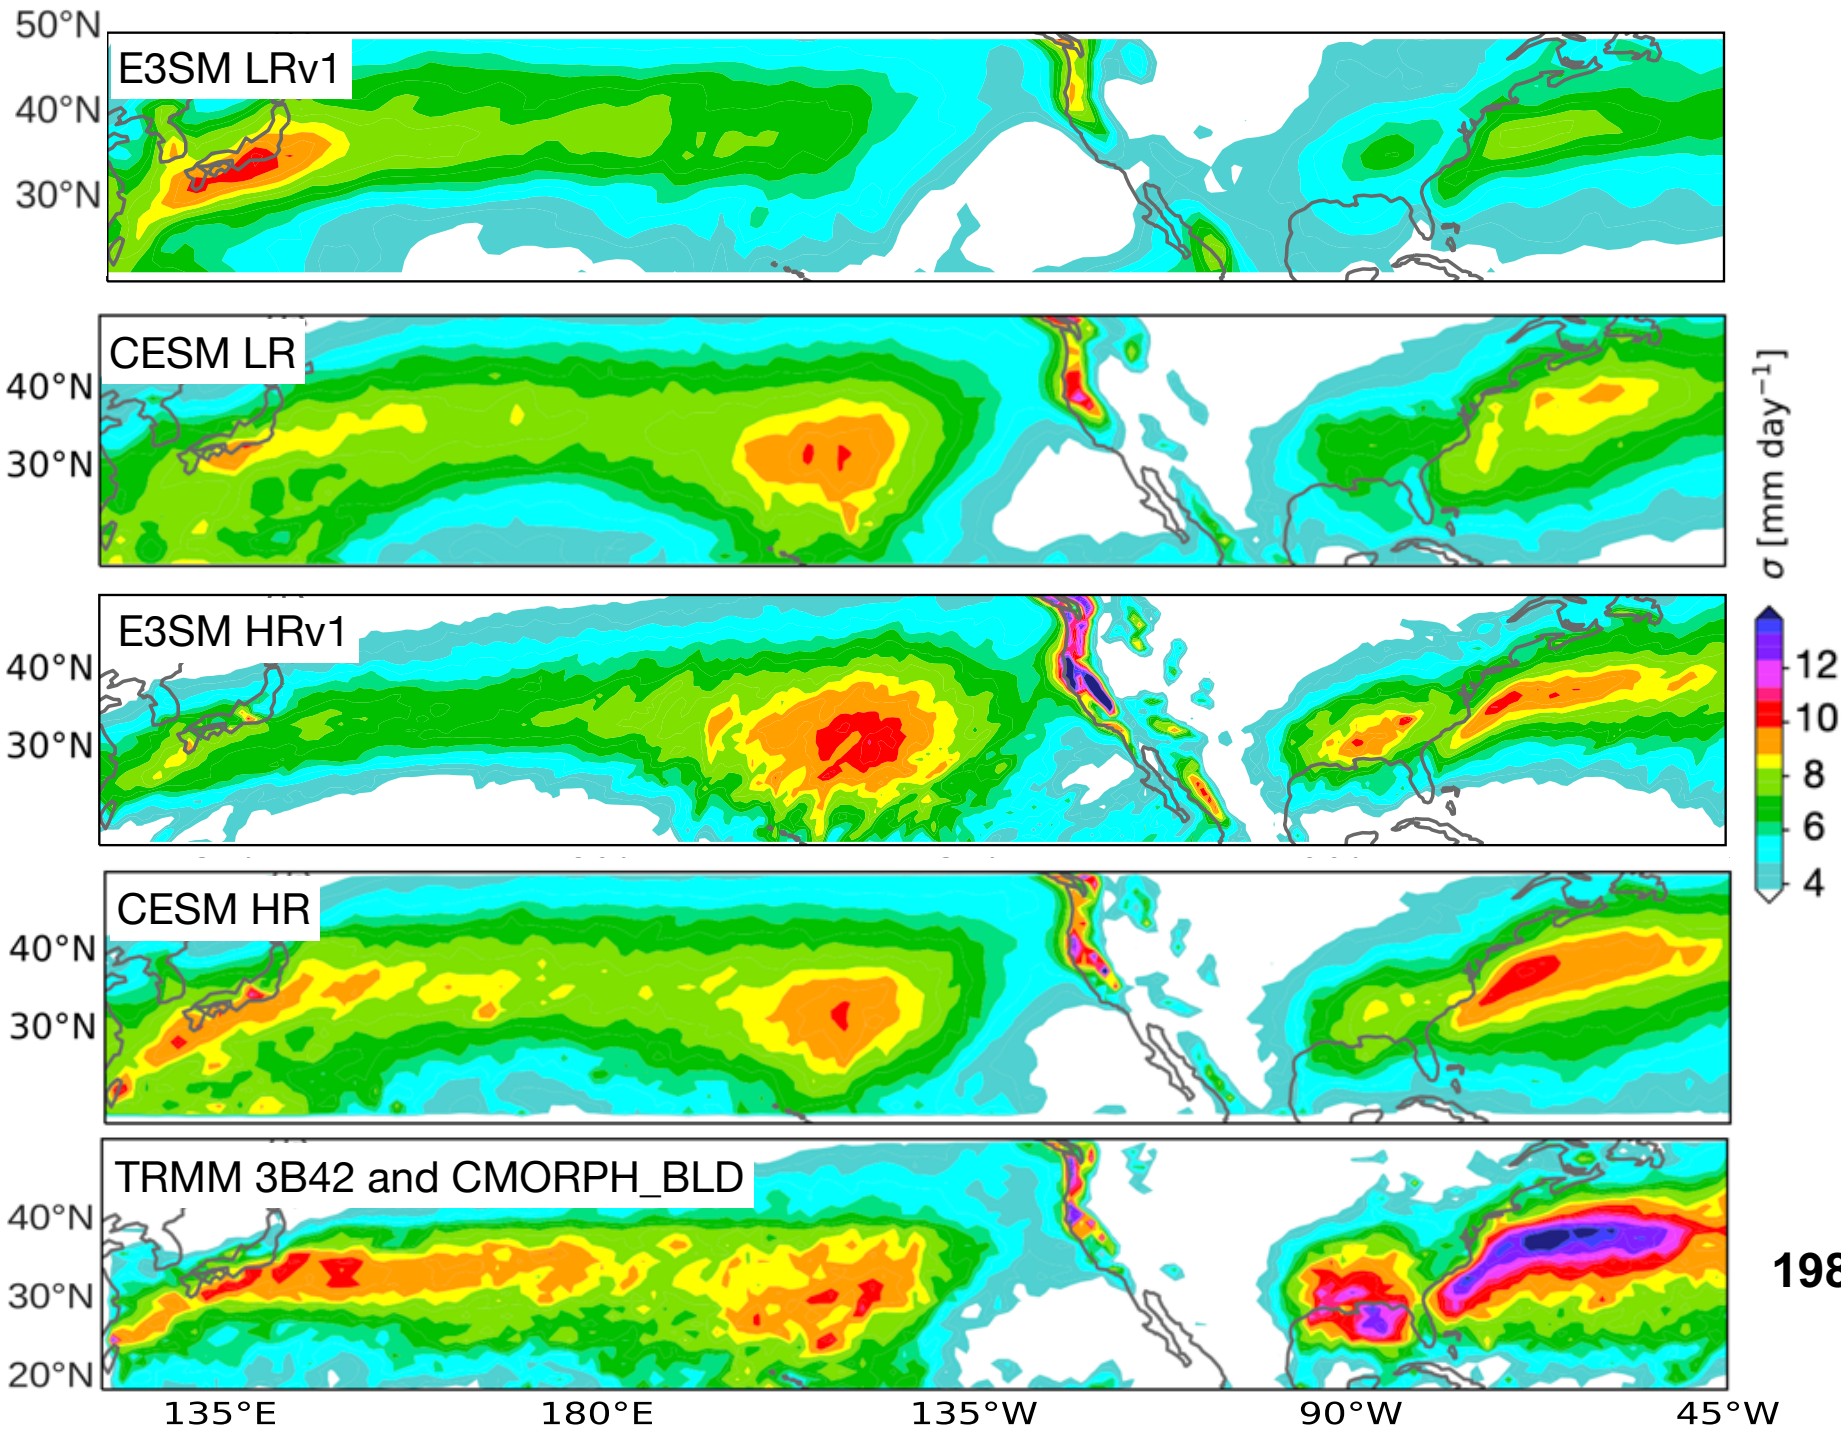 50°N
E3SM LRv1
40°N
30°N
CESM LR
40°N
30°N
σ [mm day⁻¹]
E3SM HRv1
40°N
30°N
12
10
8
6
4
CESM HR
40°N
30°N
TRMM 3B42 and CMORPH_BLD
40°N
30°N
20°N
198
135°E 180°E 135°W 90°W 45°W